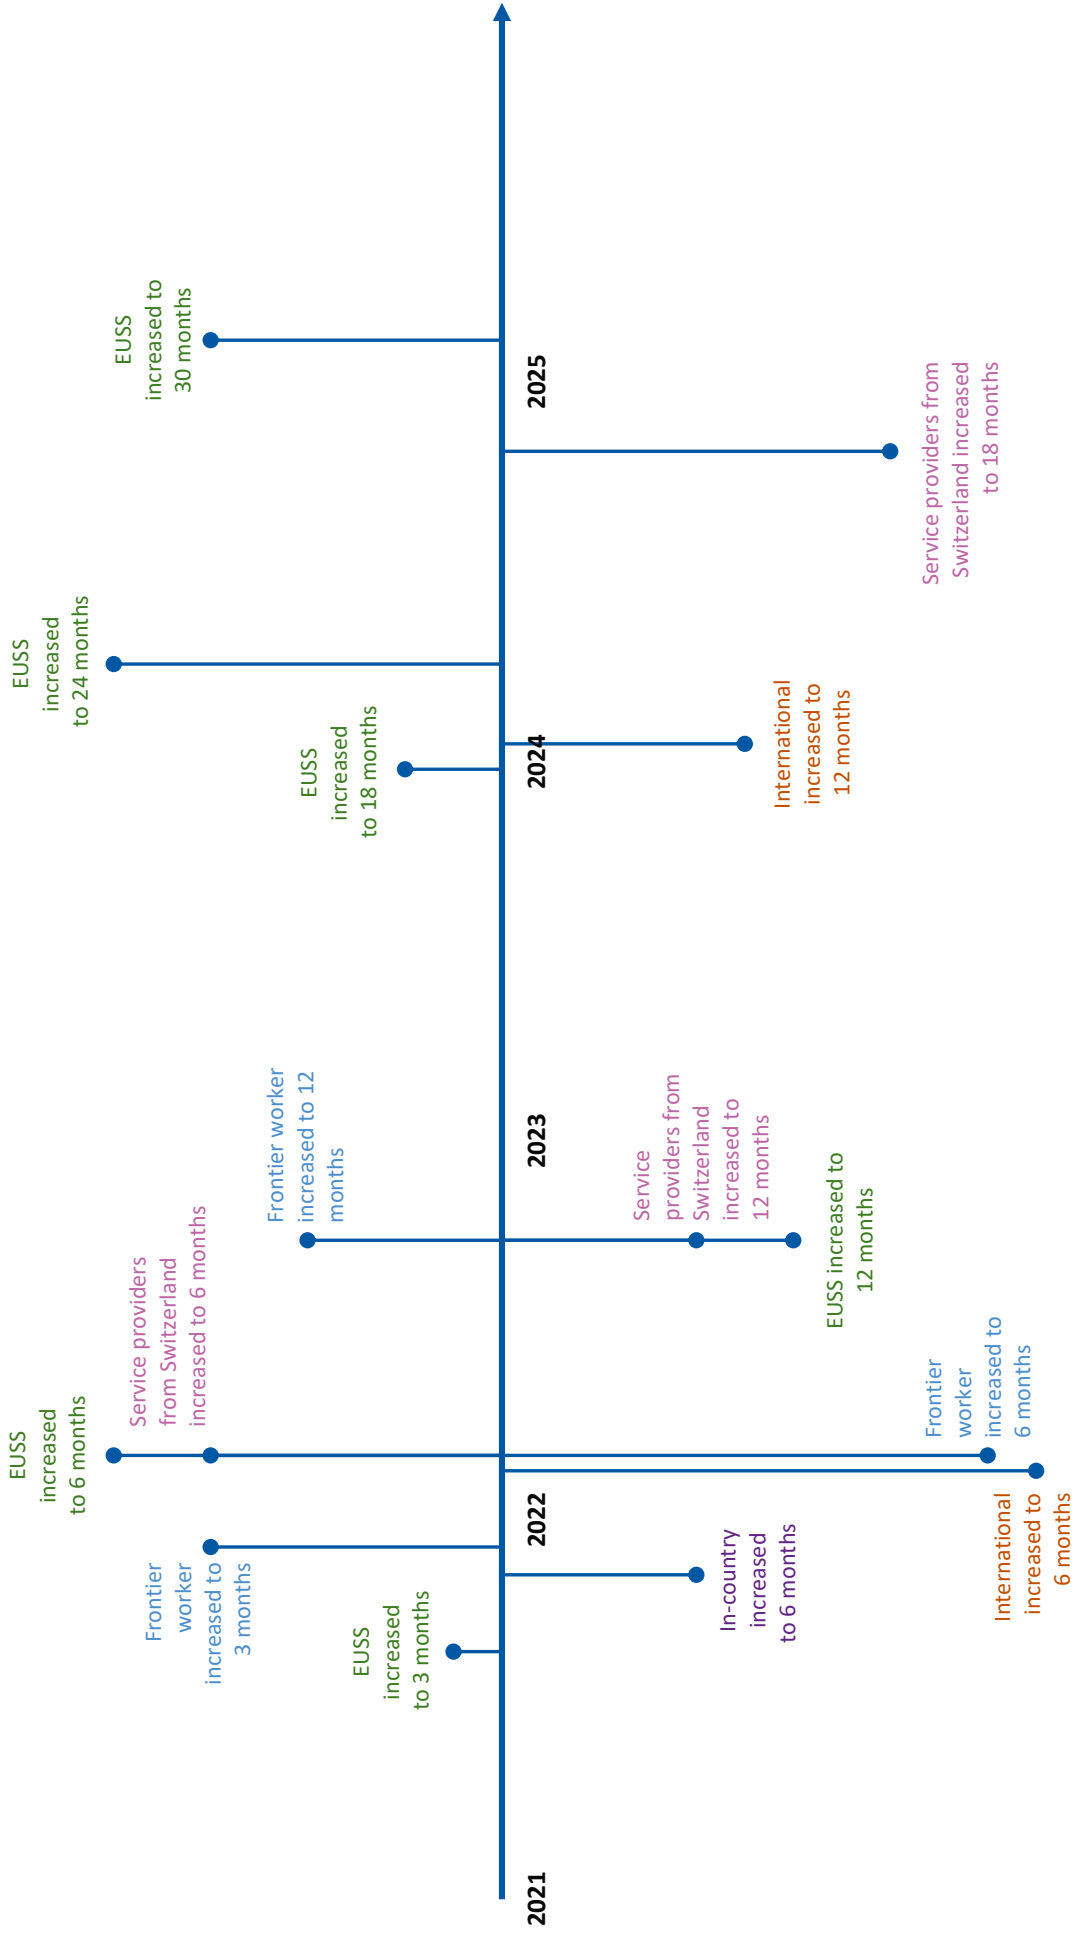 EUSS
increased
to 6 months
Service providers
from Switzerland
increased to 6 months
Frontier
worker
increased to
3 months
EUSS
increased
to 3 months
Frontier worker
increased to 12
months
EUSS
increased
to 18 months
EUSS
increased
to 24 months
EUSS
increased to
30 months
2021
2022
2023
2024
2025
In-country
increased
to 6 months
International
increased to
6 months
Frontier
worker
increased to
6 months
Service
providers from
Switzerland
increased to
12 months
EUSS increased to
12 months
International
increased to
12 months
Service providers from
Switzerland increased
to 18 months